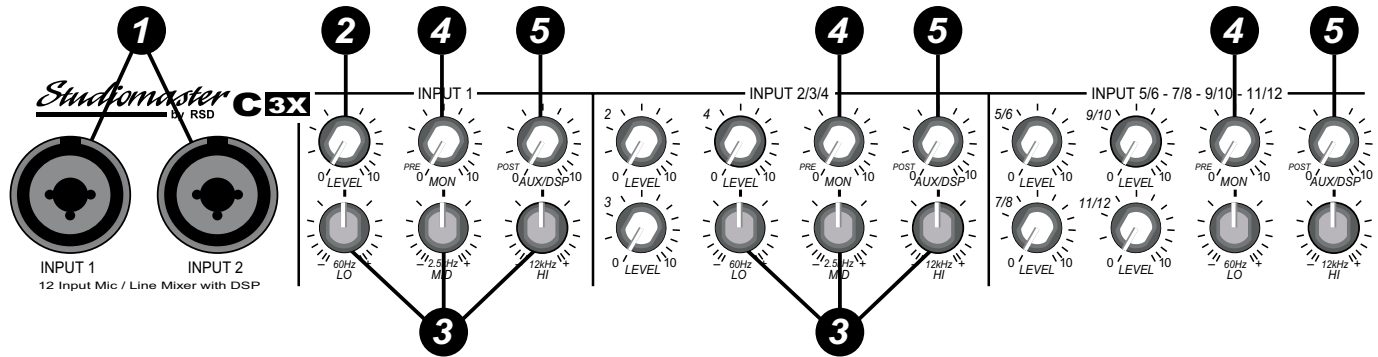 1 2 4 5 4 5 4 5
Studiomaster C 3X
by RSD
INPUT 1
INPUT 2/3/4
INPUT 5/6 - 7/8 - 9/10 - 11/12
2 4 5/6 9/10
0 LEVEL 10
PRE 0 MON 10
POST 0 AUX/DSP 10
0 LEVEL 10
0 LEVEL 10
PRE 0 MON 10
POST 0 AUX/DSP 10
0 LEVEL 10
0 LEVEL 10
PRE 0 MON 10
POST 0 AUX/DSP 10
3 7/8 11/12
– 60Hz +
LO
– 2.5kHz +
MID
– 12kHz +
HI
0 LEVEL 10
– 60Hz +
LO
– 2.5kHz +
MID
– 12kHz +
HI
0 LEVEL 10
0 LEVEL 10
– 60Hz +
LO
– 12kHz +
HI
INPUT 1
INPUT 2
12 Input Mic / Line Mixer with DSP
3 3